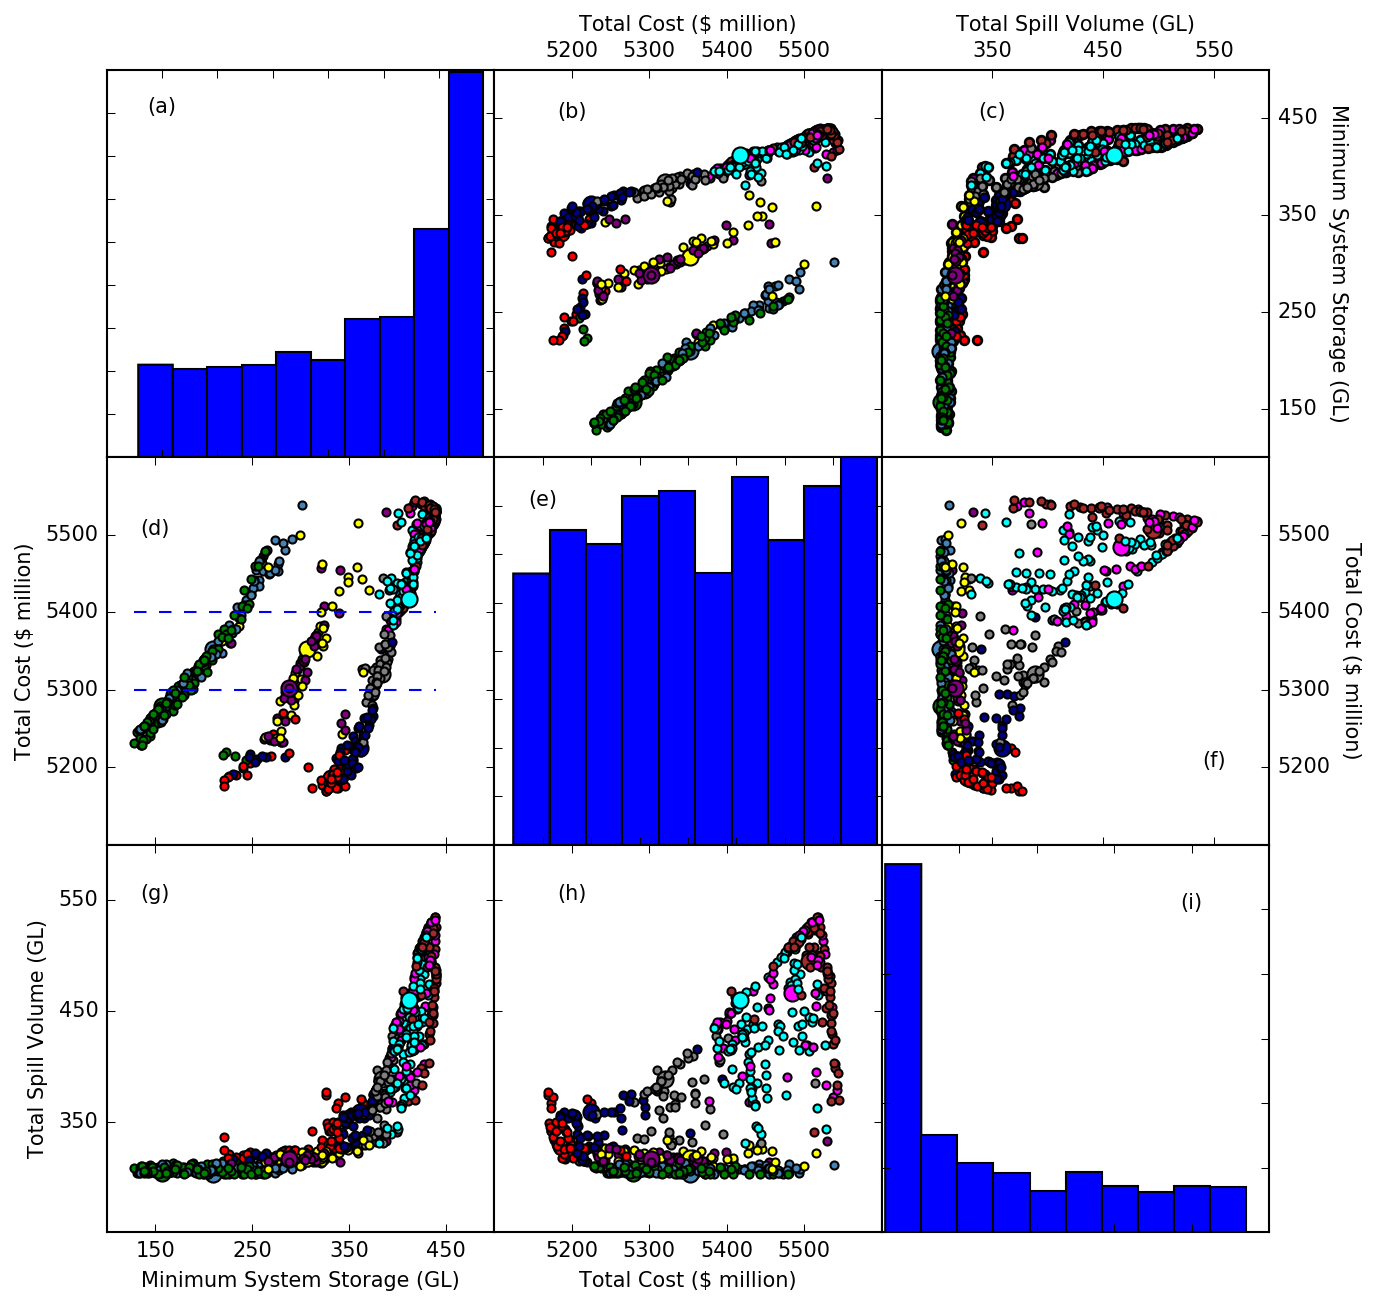 Total Cost ($ million)
Total Spill Volume (GL)
5200 5300 5400 5500
350 450 550
(a)
(b)
(c)
450
350
250
150
Minimum System Storage (GL)
(d)
(e)
(f)
Total Cost ($ million)
5500
5400
5300
5200
5500
5400
5300
5200
Total Cost ($ million)
(g)
(h)
(i)
Total Spill Volume (GL)
550
450
350
150 250 350 450
5200 5300 5400 5500
Minimum System Storage (GL)
Total Cost ($ million)